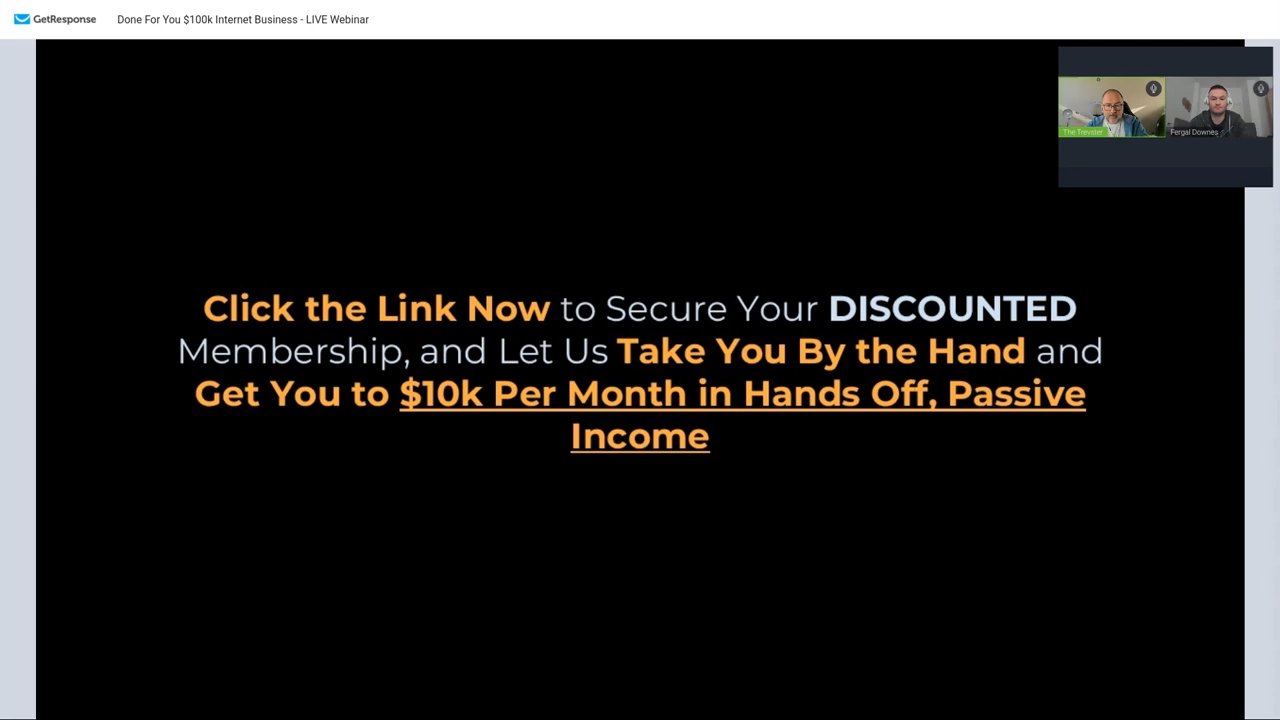 GetResponse
Done For You $100k Internet Business - LIVE Webinar
The Trevster
Fergal Downes
Click the Link Now to Secure Your DISCOUNTED
Membership, and Let Us Take You By the Hand and
Get You to $10k Per Month in Hands Off, Passive
Income